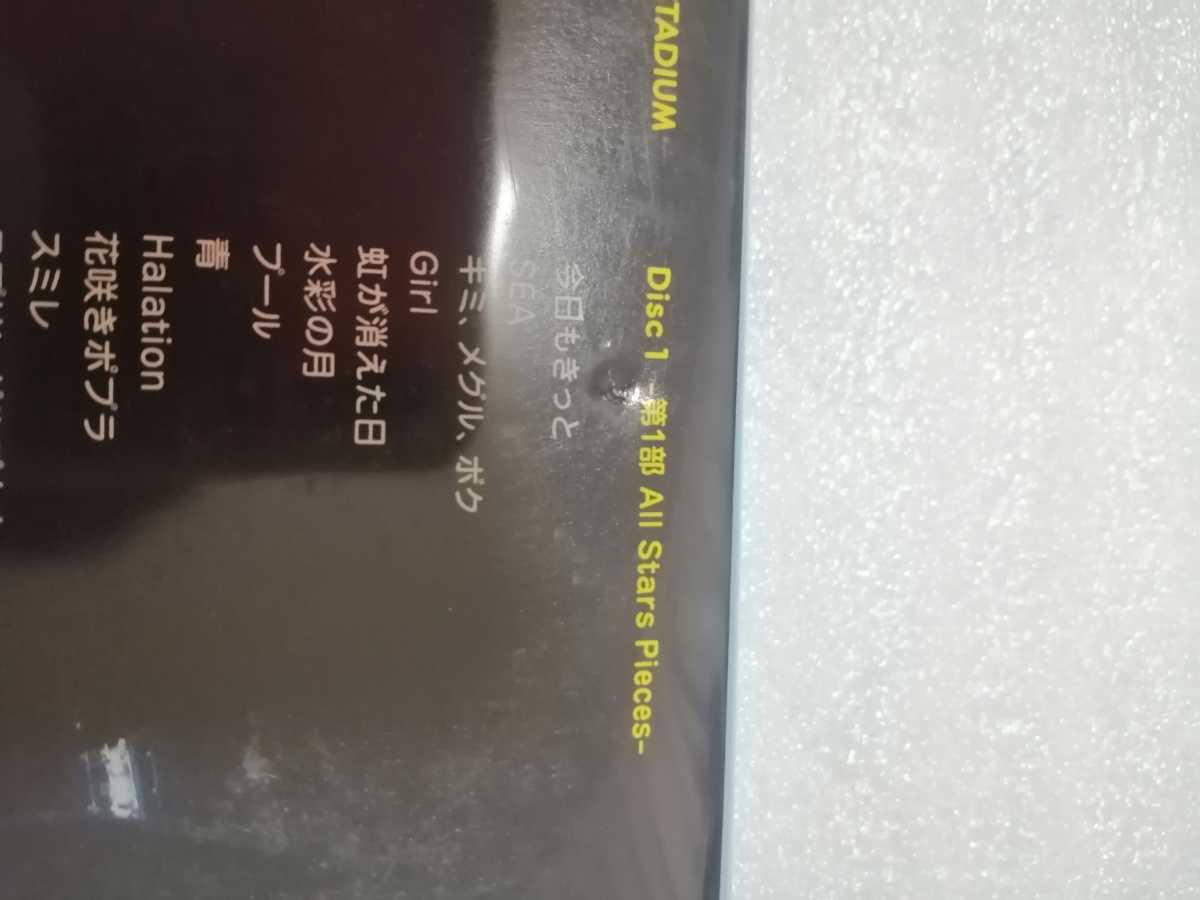 TADIUM
Disc 1 -第1部 All Stars Pieces-
今日もきっと
SEA
キミ、メグル、ボク
Girl
虹が消えた日
水彩の月
プール
青
Halation
花咲きポプラ
スミレ